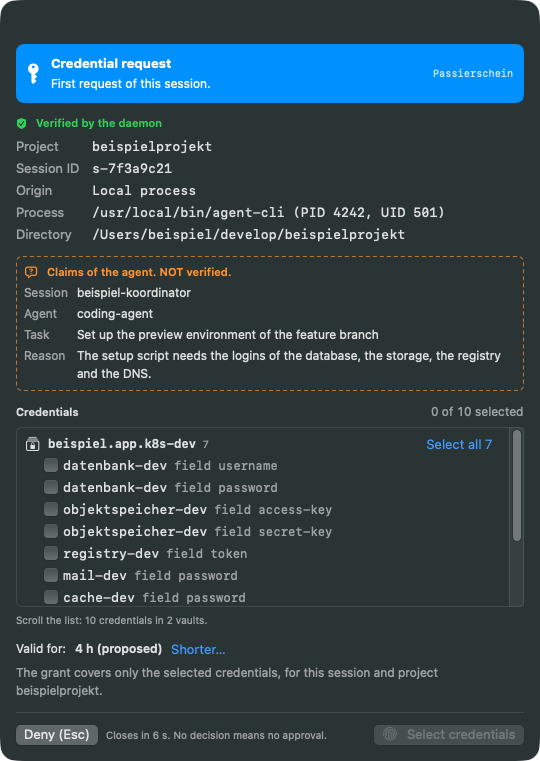 Credential request
First request of this session.
Passierschein
Verified by the daemon
Project beispielprojekt
Session ID s-7f3a9c21
Origin Local process
Process /usr/local/bin/agent-cli (PID 4242, UID 501)
Directory /Users/beispiel/develop/beispielprojekt
Claims of the agent. NOT verified.
Session beispiel-koordinator
Agent coding-agent
Task Set up the preview environment of the feature branch
Reason The setup script needs the logins of the database, the storage, the registry
and the DNS.
Credentials 0 of 10 selected
beispiel.app.k8s-dev 7 Select all 7
datenbank-dev field username
datenbank-dev field password
objektspeicher-dev field access-key
objektspeicher-dev field secret-key
registry-dev field token
mail-dev field password
cache-dev field password
Scroll the list: 10 credentials in 2 vaults.
Valid for: 4 h (proposed) Shorter...
The grant covers only the selected credentials, for this session and project
beispielprojekt.
Deny (Esc) Closes in 6 s. No decision means no approval. Select credentials